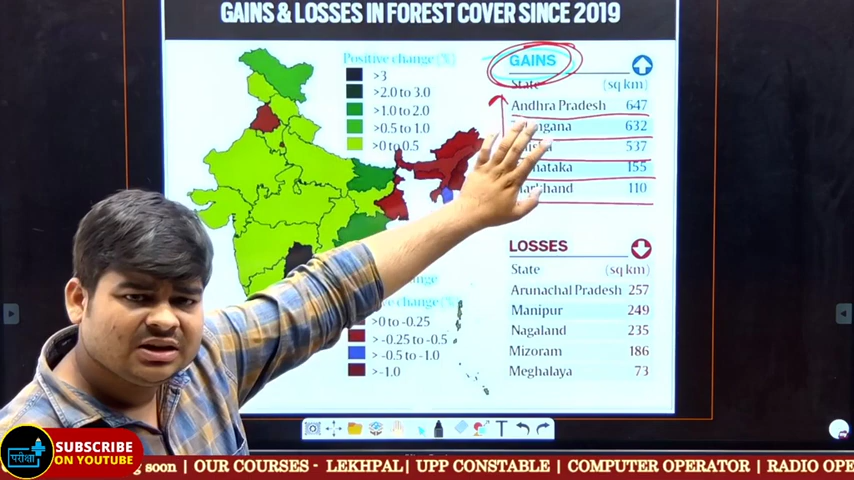 GAINS & LOSSES IN FOREST COVER SINCE 2019
Positive change (%)
>3
>2.0 to 3.0
>1.0 to 2.0
>0.5 to 1.0
>0 to 0.5
GAINS
State (sq km)
Andhra Pradesh 647
632
537
155
110
LOSSES
State (sq km)
Arunachal Pradesh 257
Manipur 249
Nagaland 235
Mizoram 186
Meghalaya 73
change (%)
>0 to -0.25
> -0.25 to -0.5
> -0.5 to -1.0
>-1.0
T
परीक्षा
SUBSCRIBE
ON YOUTUBE
soon | OUR COURSES - LEKHPAL| UPP CONSTABLE | COMPUTER OPERATOR | RADIO OPE